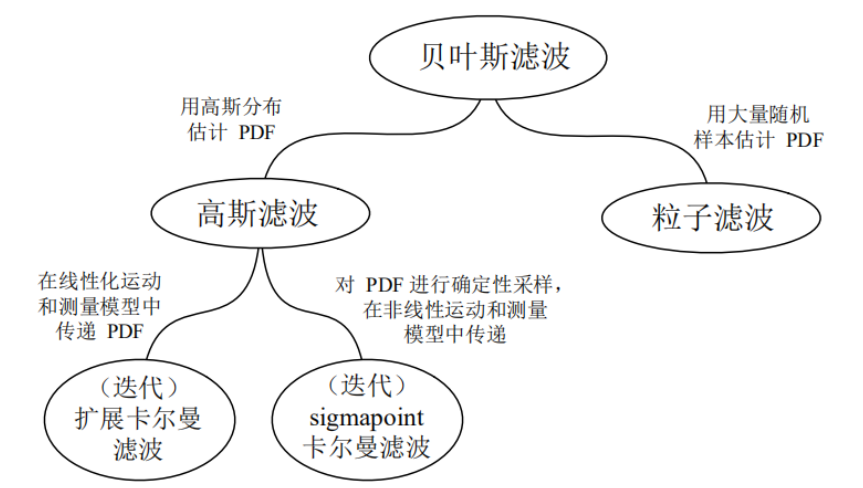 贝叶斯滤波
用高斯分布
估计 PDF
用大量随机
样本估计 PDF
高斯滤波
粒子滤波
在线性化运动
和测量模型中
传递 PDF
对 PDF 进行确定性采样,
在非线性运动和测量
模型中传递
(迭代)
扩展卡尔曼
滤波
(迭代)
sigmapoint
卡尔曼滤波